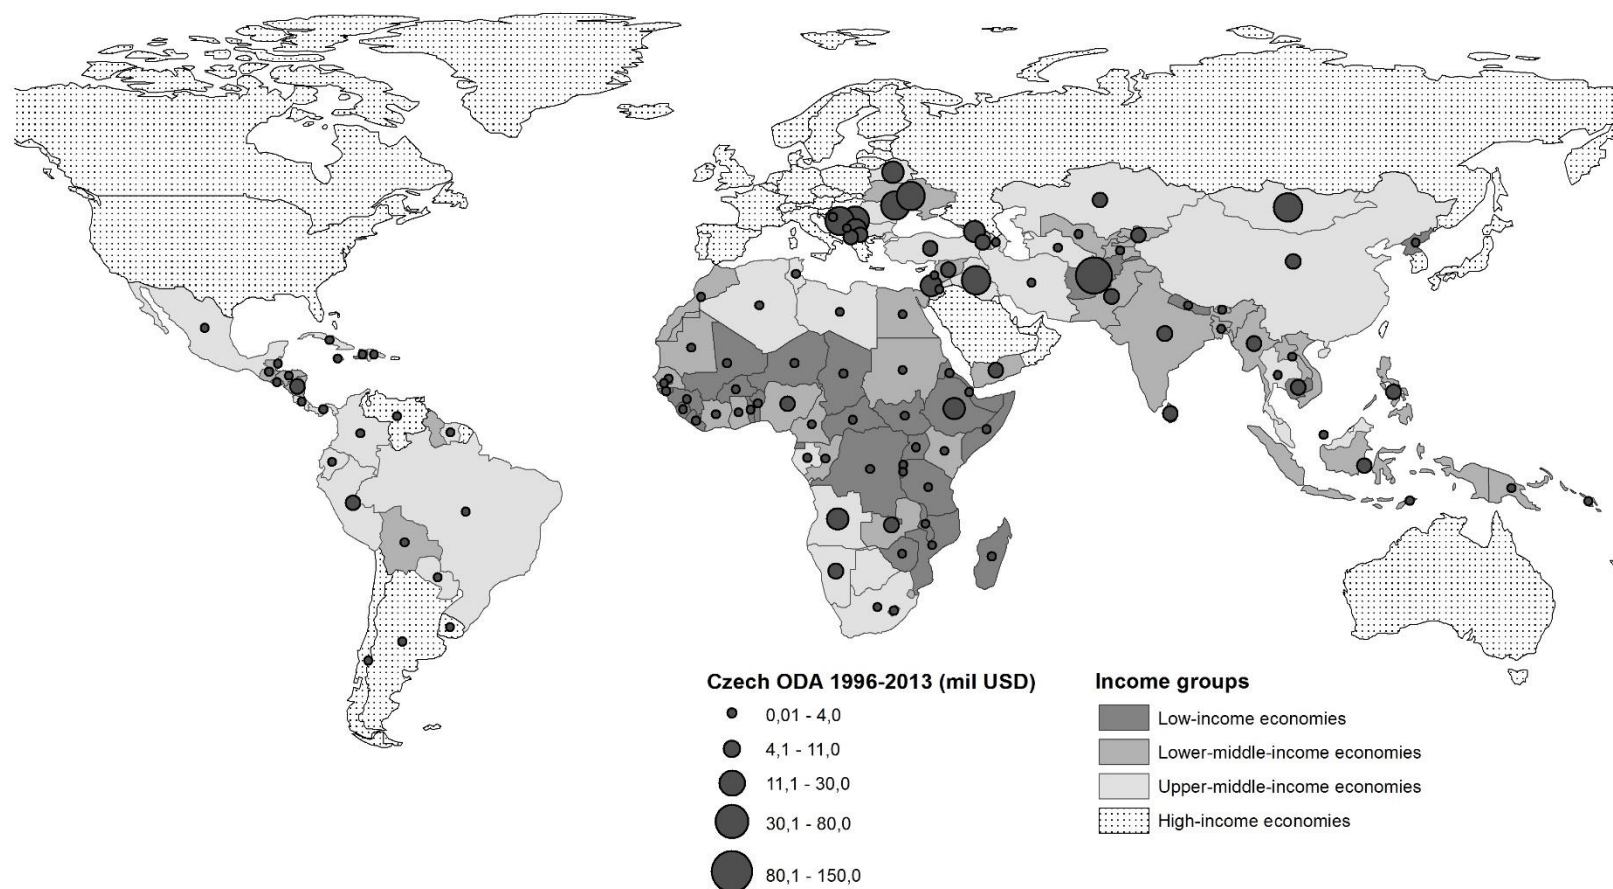 Czech ODA 1996-2013 (mil USD)
0,01 - 4,0
4,1 - 11,0
11,1 - 30,0
30,1 - 80,0
80,1 - 150,0
Income groups
Low-income economies
Lower-middle-income economies
Upper-middle-income economies
High-income economies